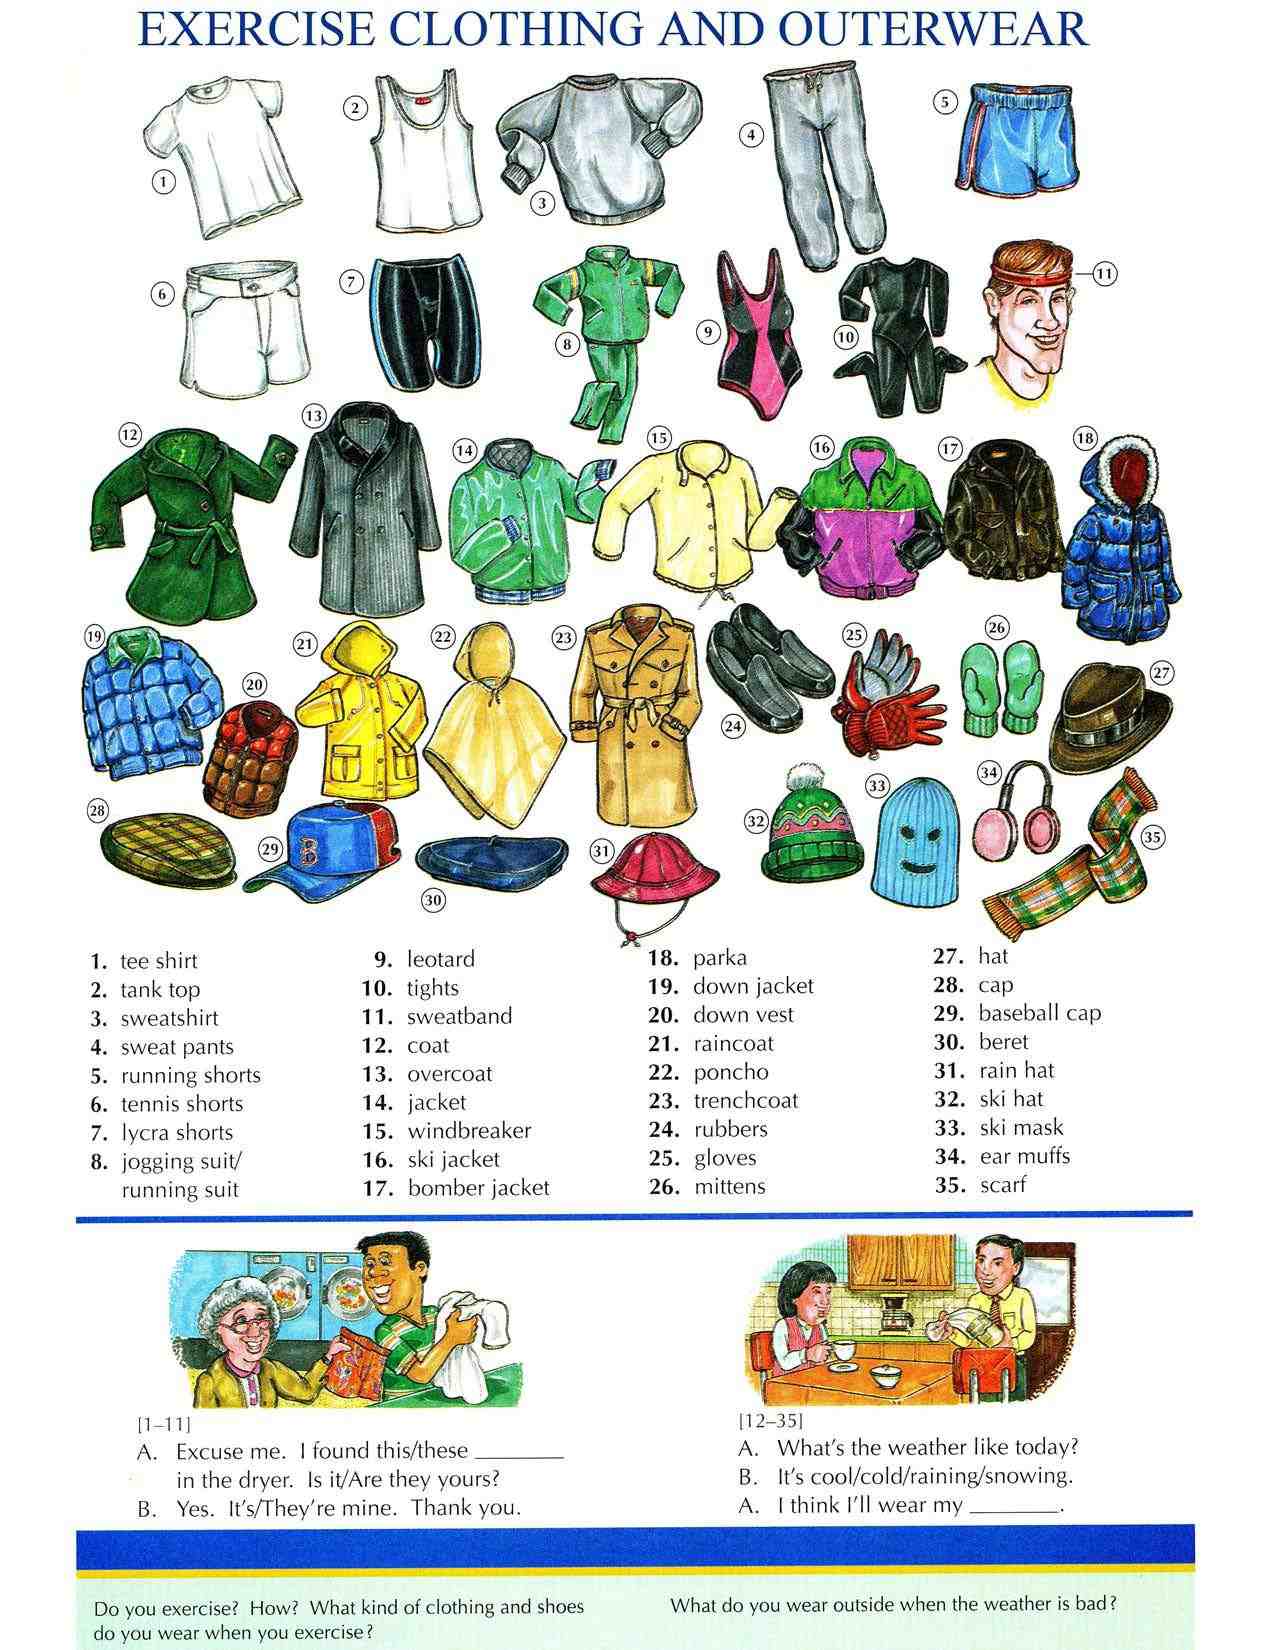 EXERCISE CLOTHING AND OUTERWEAR
1
2
3
4
5
6
7
8
9
10
11
12
13
14
15
16
17
18
19
20
21
22
23
24
25
26
27
28
29
30
31
32
33
34
35
B
1. tee shirt
2. tank top
3. sweatshirt
4. sweat pants
5. running shorts
6. tennis shorts
7. lycra shorts
8. jogging suit/
running suit
9. leotard
10. tights
11. sweatband
12. coat
13. overcoat
14. jacket
15. windbreaker
16. ski jacket
17. bomber jacket
18. parka
19. down jacket
20. down vest
21. raincoat
22. poncho
23. trenchcoat
24. rubbers
25. gloves
26. mittens
27. hat
28. cap
29. baseball cap
30. beret
31. rain hat
32. ski hat
33. ski mask
34. ear muffs
35. scarf
[1–11]
A. Excuse me. I found this/these ________
in the dryer. Is it/Are they yours?
B. Yes. It's/They're mine. Thank you.
[12–35]
A. What's the weather like today?
B. It's cool/cold/raining/snowing.
A. I think I'll wear my ________.
Do you exercise? How? What kind of clothing and shoes
do you wear when you exercise?
What do you wear outside when the weather is bad?